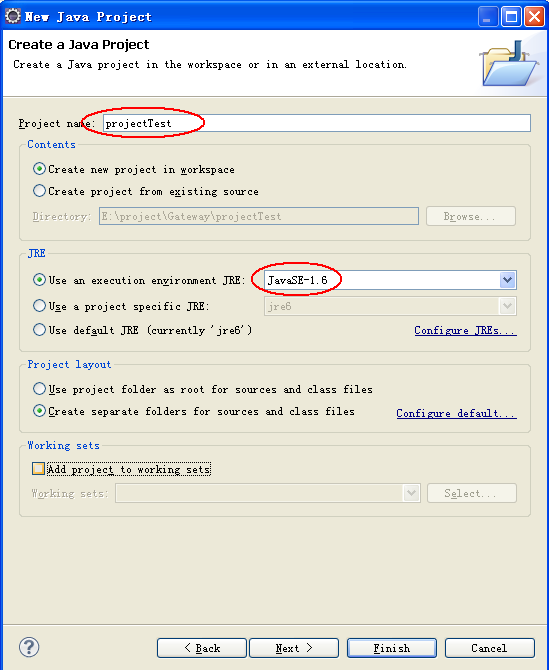 New Java Project
Create a Java Project
Create a Java project in the workspace or in an external location.
Project name: projectTest
Contents
Create new project in workspace
Create project from existing source
Directory: E:\project\Gateway\projectTest Browse...
JRE
Use an execution environment JRE: JavaSE-1.6
Use a project specific JRE: jre6
Use default JRE (currently 'jre6') Configure JREs...
Project layout
Use project folder as root for sources and class files
Create separate folders for sources and class files Configure default...
Working sets
Add project to working sets
Working sets: Select...
? < Back Next > Finish Cancel